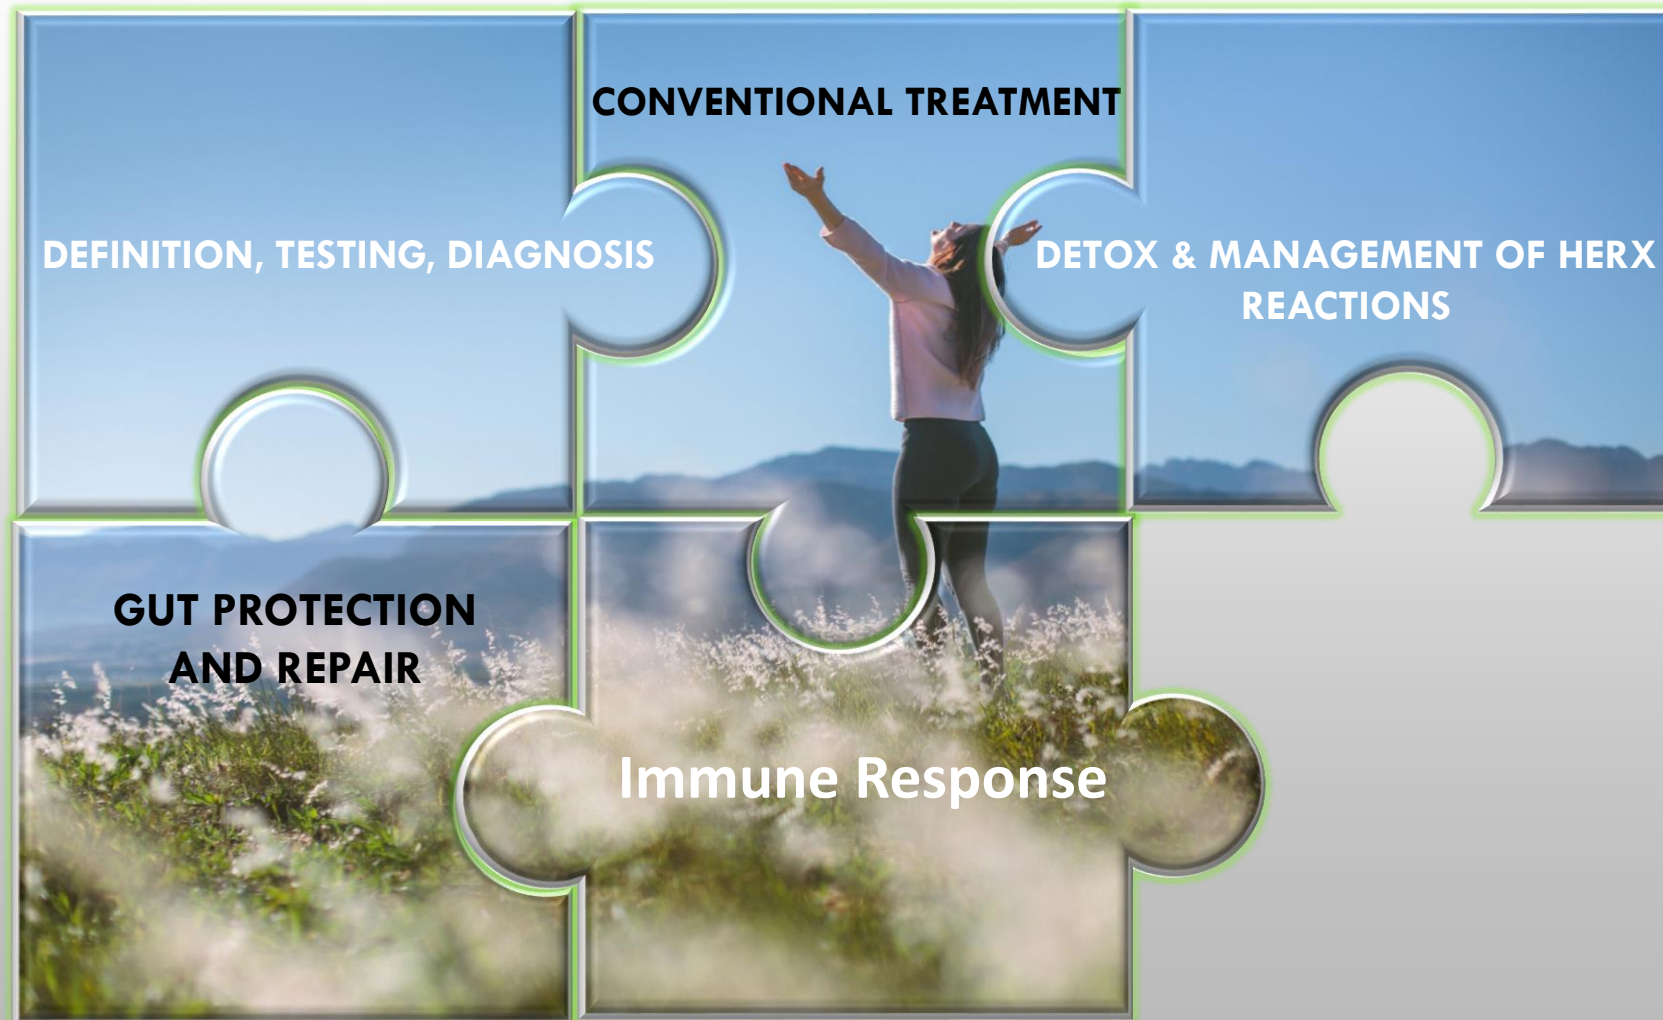 CONVENTIONAL TREATMENT
DEFINITION, TESTING, DIAGNOSIS
DETOX & MANAGEMENT OF HERX
REACTIONS
GUT PROTECTION
AND REPAIR
Immune Response